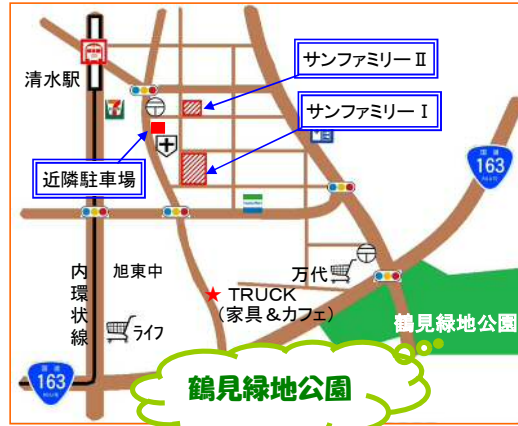 清水駅
サンファミリーⅡ
サンファミリーⅠ
近隣駐車場
163
内環状線
旭東中
万代
TRUCK
(家具&カフェ)
ライフ
鶴見緑地公園
163
鶴見緑地公園